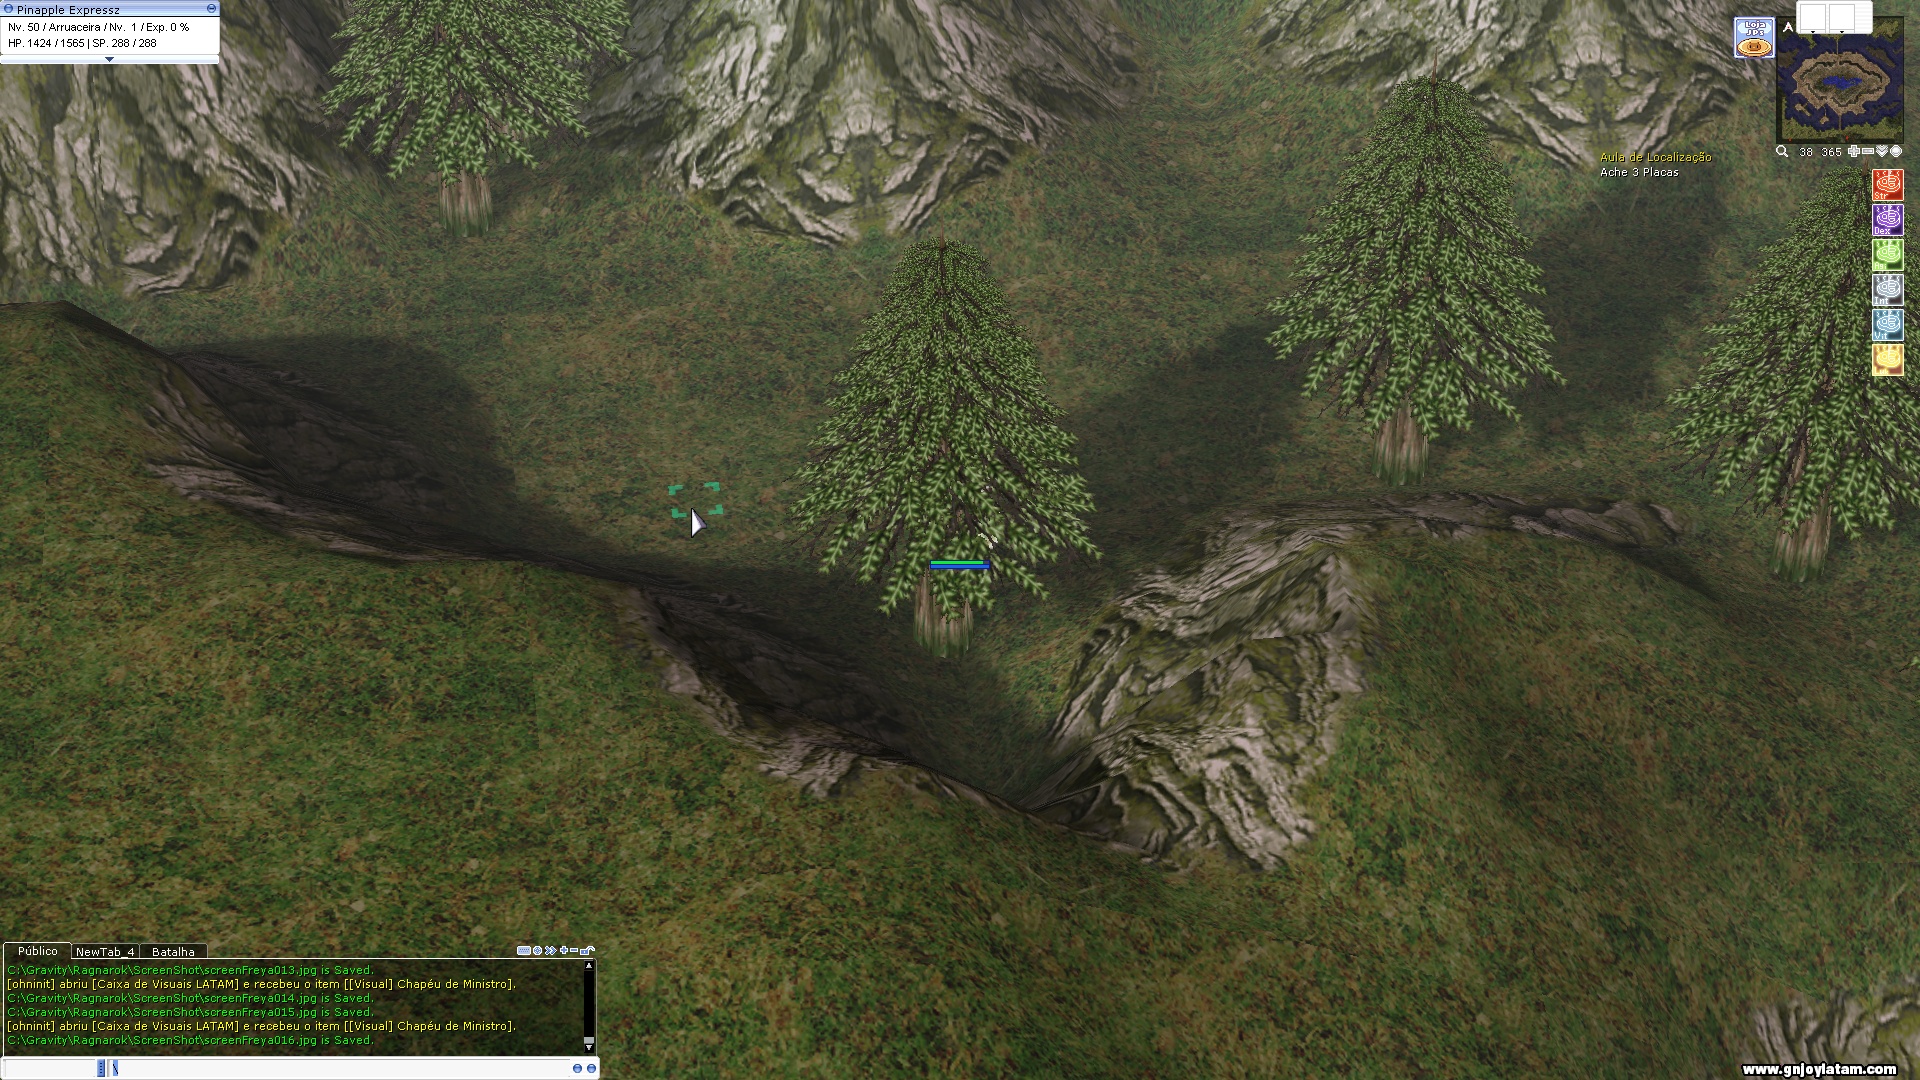 Pinapple Expressz
Nv. 50 / Arruaceira / Nv. 1 / Exp. 0 %
HP. 1424 / 1565 | SP. 288 / 288
Loja
A
38 365
Aula de Localização
Ache 3 Placas
Str
Dex
Int
Vit
Público NewTab_4 Batalha
C:\Gravity\Ragnarok\ScreenShot\screenFreya013.jpg is Saved.
[ohninit] abriu [Caixa de Visuais LATAM] e recebeu o item [[Visual] Chapéu de Ministro].
C:\Gravity\Ragnarok\ScreenShot\screenFreya014.jpg is Saved.
C:\Gravity\Ragnarok\ScreenShot\screenFreya015.jpg is Saved.
[ohninit] abriu [Caixa de Visuais LATAM] e recebeu o item [[Visual] Chapéu de Ministro].
C:\Gravity\Ragnarok\ScreenShot\screenFreya016.jpg is Saved.
\
www.gnjoylatam.com